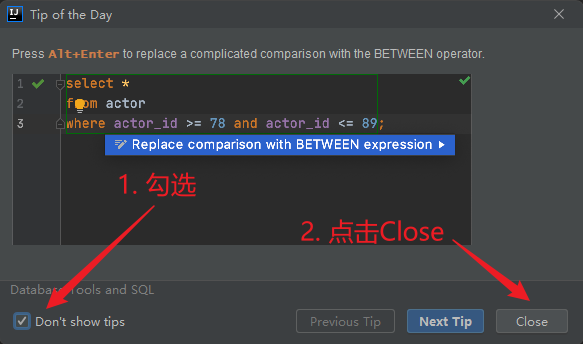 IJ Tip of the Day
Press Alt+Enter to replace a complicated comparison with the BETWEEN operator.
1 select *
2 from actor
3 where actor_id >= 78 and actor_id <= 89;
Replace comparison with BETWEEN expression
1. 勾选
2. 点击Close
Database Tools and SQL
Don't show tips
Previous Tip
Next Tip
Close